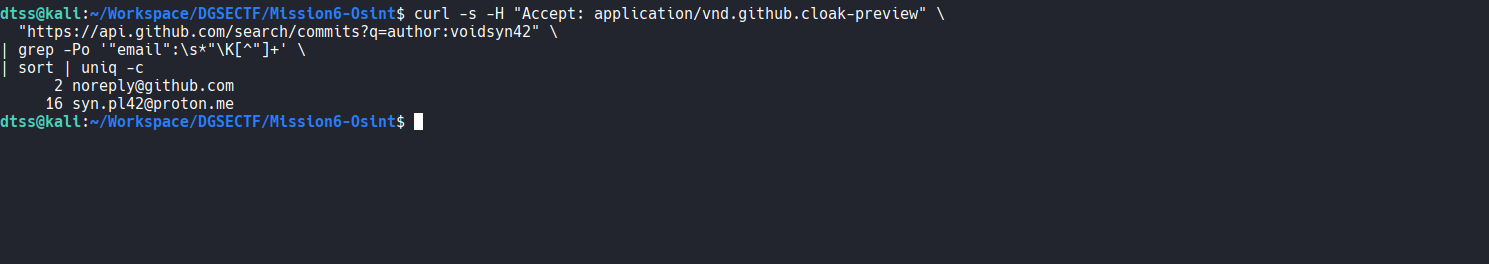 dtss@kali:~/Workspace/DGSECTF/Mission6-Osint$ curl -s -H "Accept: application/vnd.github.cloak-preview" \
  "https://api.github.com/search/commits?q=author:voidsyn42" \
| grep -Po '"email":\s*"\K[^"]+' \
| sort | uniq -c
      2 noreply@github.com
     16 syn.pl42@proton.me
dtss@kali:~/Workspace/DGSECTF/Mission6-Osint$